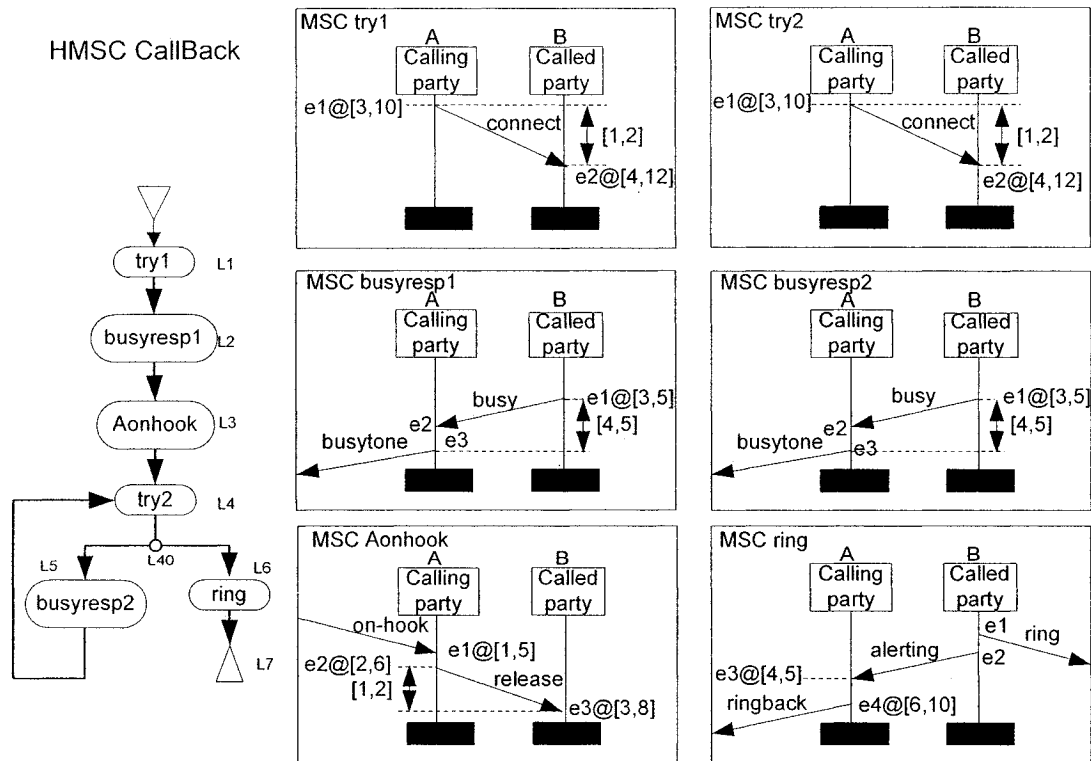 HMSC CallBack
try1
L1
busyresp1
L2
Aonhook
L3
try2
L4
L40
L5
busyresp2
L6
ring
L7
MSC try1
A
Calling
party
B
Called
party
e1@[3,10]
connect
[1,2]
e2@[4,12]
MSC try2
A
Calling
party
B
Called
party
e1@[3,10]
connect
[1,2]
e2@[4,12]
MSC busyresp1
A
Calling
party
B
Called
party
busy
e1@[3,5]
[4,5]
e2
e3
busytone
MSC busyresp2
A
Calling
party
B
Called
party
busy
e1@[3,5]
[4,5]
e2
e3
busytone
MSC Aonhook
A
Calling
party
B
Called
party
on-hook
e1@[1,5]
e2@[2,6]
[1,2]
release
e3@[3,8]
MSC ring
A
Calling
party
B
Called
party
e1
ring
alerting
e2
e3@[4,5]
ringback
e4@[6,10]